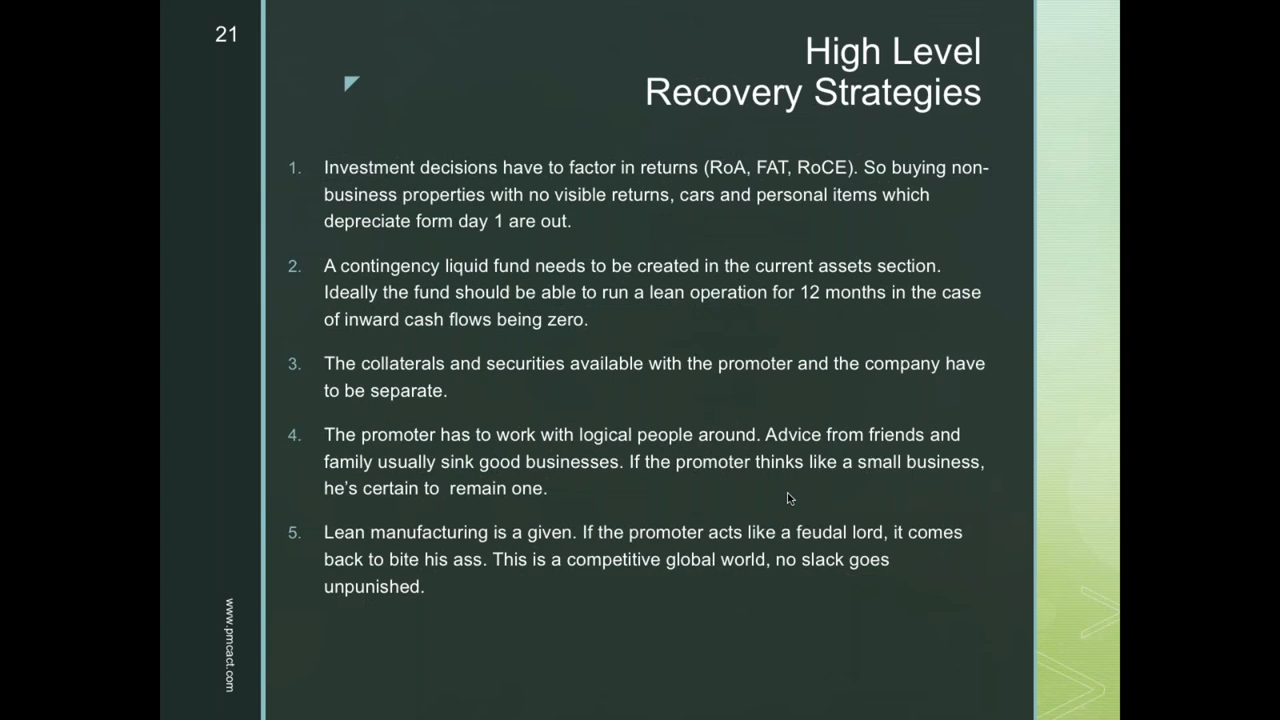 21
High Level
Recovery Strategies
1. Investment decisions have to factor in returns (RoA, FAT, RoCE). So buying non-
business properties with no visible returns, cars and personal items which
depreciate form day 1 are out.
2. A contingency liquid fund needs to be created in the current assets section.
Ideally the fund should be able to run a lean operation for 12 months in the case
of inward cash flows being zero.
3. The collaterals and securities available with the promoter and the company have
to be separate.
4. The promoter has to work with logical people around. Advice from friends and
family usually sink good businesses. If the promoter thinks like a small business,
he’s certain to  remain one.
5. Lean manufacturing is a given. If the promoter acts like a feudal lord, it comes
back to bite his ass. This is a competitive global world, no slack goes
unpunished.
www.pmcact.com